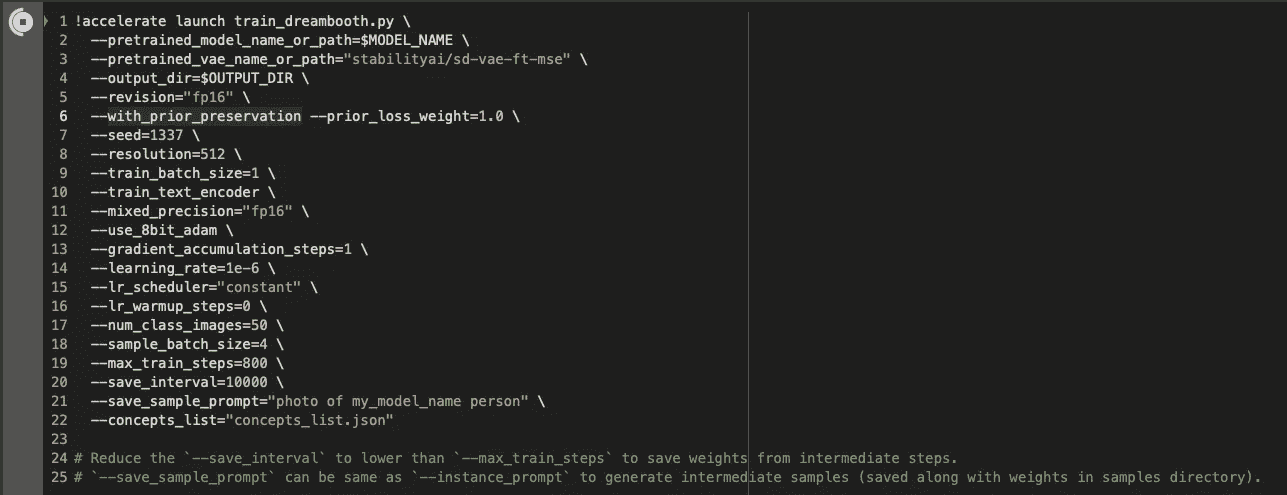 1 !accelerate launch train_dreambooth.py \
2 --pretrained_model_name_or_path=$MODEL_NAME \
3 --pretrained_vae_name_or_path="stabilityai/sd-vae-ft-mse" \
4 --output_dir=$OUTPUT_DIR \
5 --revision="fp16" \
6 --with_prior_preservation --prior_loss_weight=1.0 \
7 --seed=1337 \
8 --resolution=512 \
9 --train_batch_size=1 \
10 --train_text_encoder \
11 --mixed_precision="fp16" \
12 --use_8bit_adam \
13 --gradient_accumulation_steps=1 \
14 --learning_rate=1e-6 \
15 --lr_scheduler="constant" \
16 --lr_warmup_steps=0 \
17 --num_class_images=50 \
18 --sample_batch_size=4 \
19 --max_train_steps=800 \
20 --save_interval=10000 \
21 --save_sample_prompt="photo of my_model_name person" \
22 --concepts_list="concepts_list.json"
23
24 # Reduce the `--save_interval` to lower than `--max_train_steps` to save weights from intermediate steps.
25 # `--save_sample_prompt` can be same as `--instance_prompt` to generate intermediate samples (saved along with weights in samples directory).